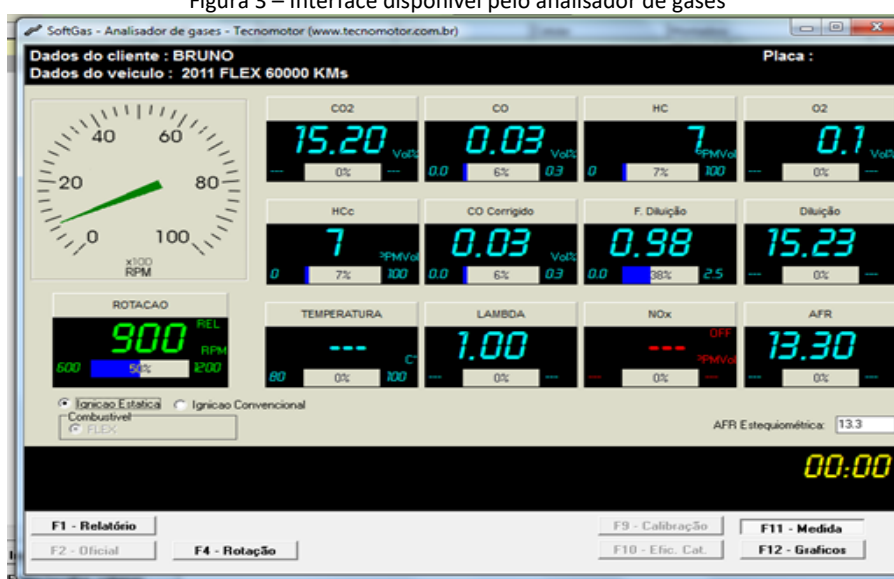 Figura 3 – Interface disponível pelo analisador de gases
SoftGas - Analisador de gases - Tecnomotor (www.tecnomotor.com.br)
Dados do cliente : BRUNO
Placa :
Dados do veiculo : 2011 FLEX 60000 KMs
0 20 40 60 80 100
x100
RPM
CO2
15.20 Vol%
--- 0% ---
CO
0.03 Vol%
0.0 6% 0.3
HC
7 PPMVol
0 7% 100
O2
0.1 Vol%
--- 0% ---
HCc
7 PPMVol
0 7% 100
CO Corrigido
0.03 Vol%
0.0 6% 0.3
F. Diluição
0.98
0.0 38% 2.5
Diluição
15.23
--- 0% ---
ROTACAO
900 REL RPM
600 50% 1200
TEMPERATURA
--- C°
80 0% 100
LAMBDA
1.00
--- 0% ---
NOx
--- OFF PPMVol
--- 0% ---
AFR
13.30
--- 0% ---
Ignicao Estatica Ignicao Convencional
Combustivel
FLEX
AFR Estequiométrica: 13.3
00:00
F1 - Relatório
F9 - Calibração
F11 - Medida
F2 - Oficial
F4 - Rotação
F10 - Efic. Cat.
F12 - Graficos